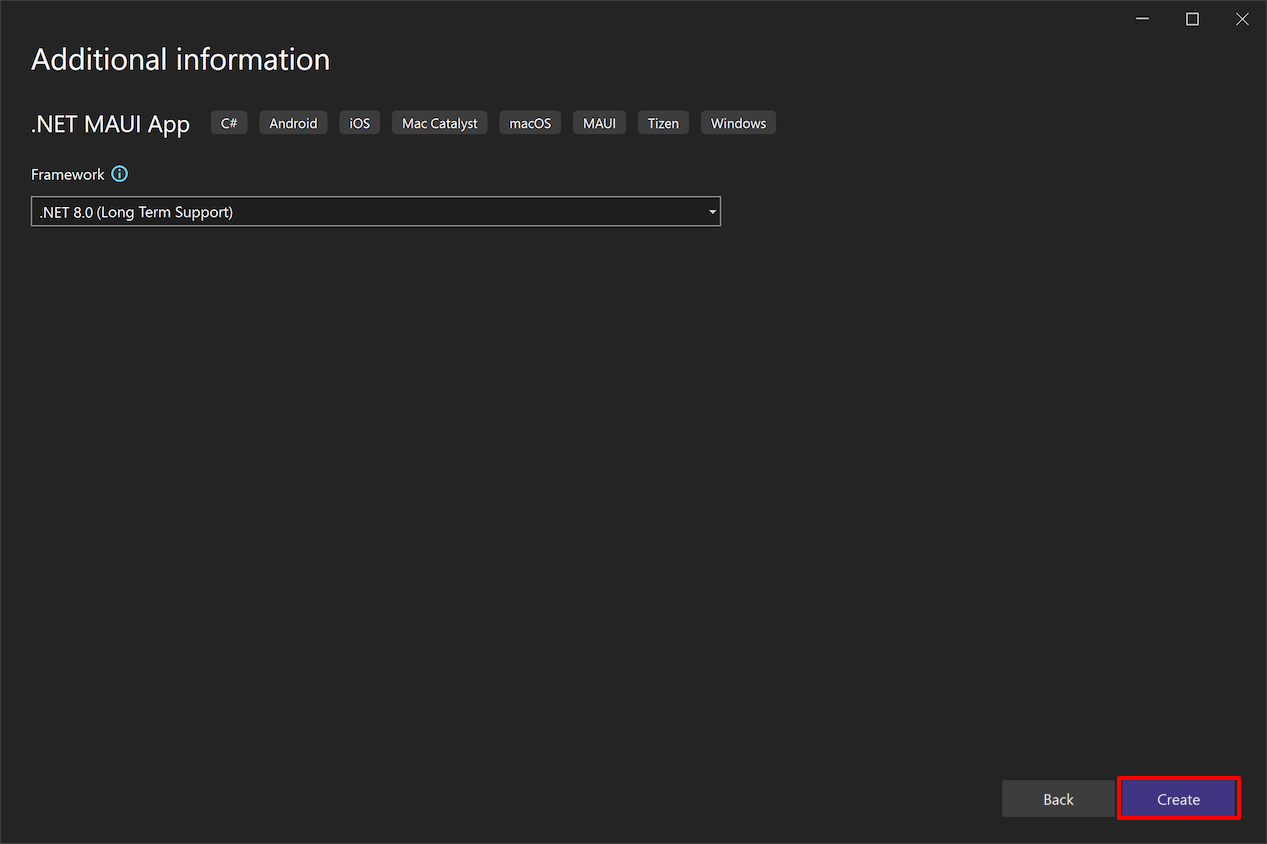 Additional information
.NET MAUI App C# Android iOS Mac Catalyst macOS MAUI Tizen Windows
Framework
.NET 8.0 (Long Term Support)
Back Create